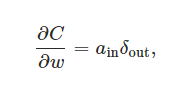 ∂C/∂w = a_in δ_out,